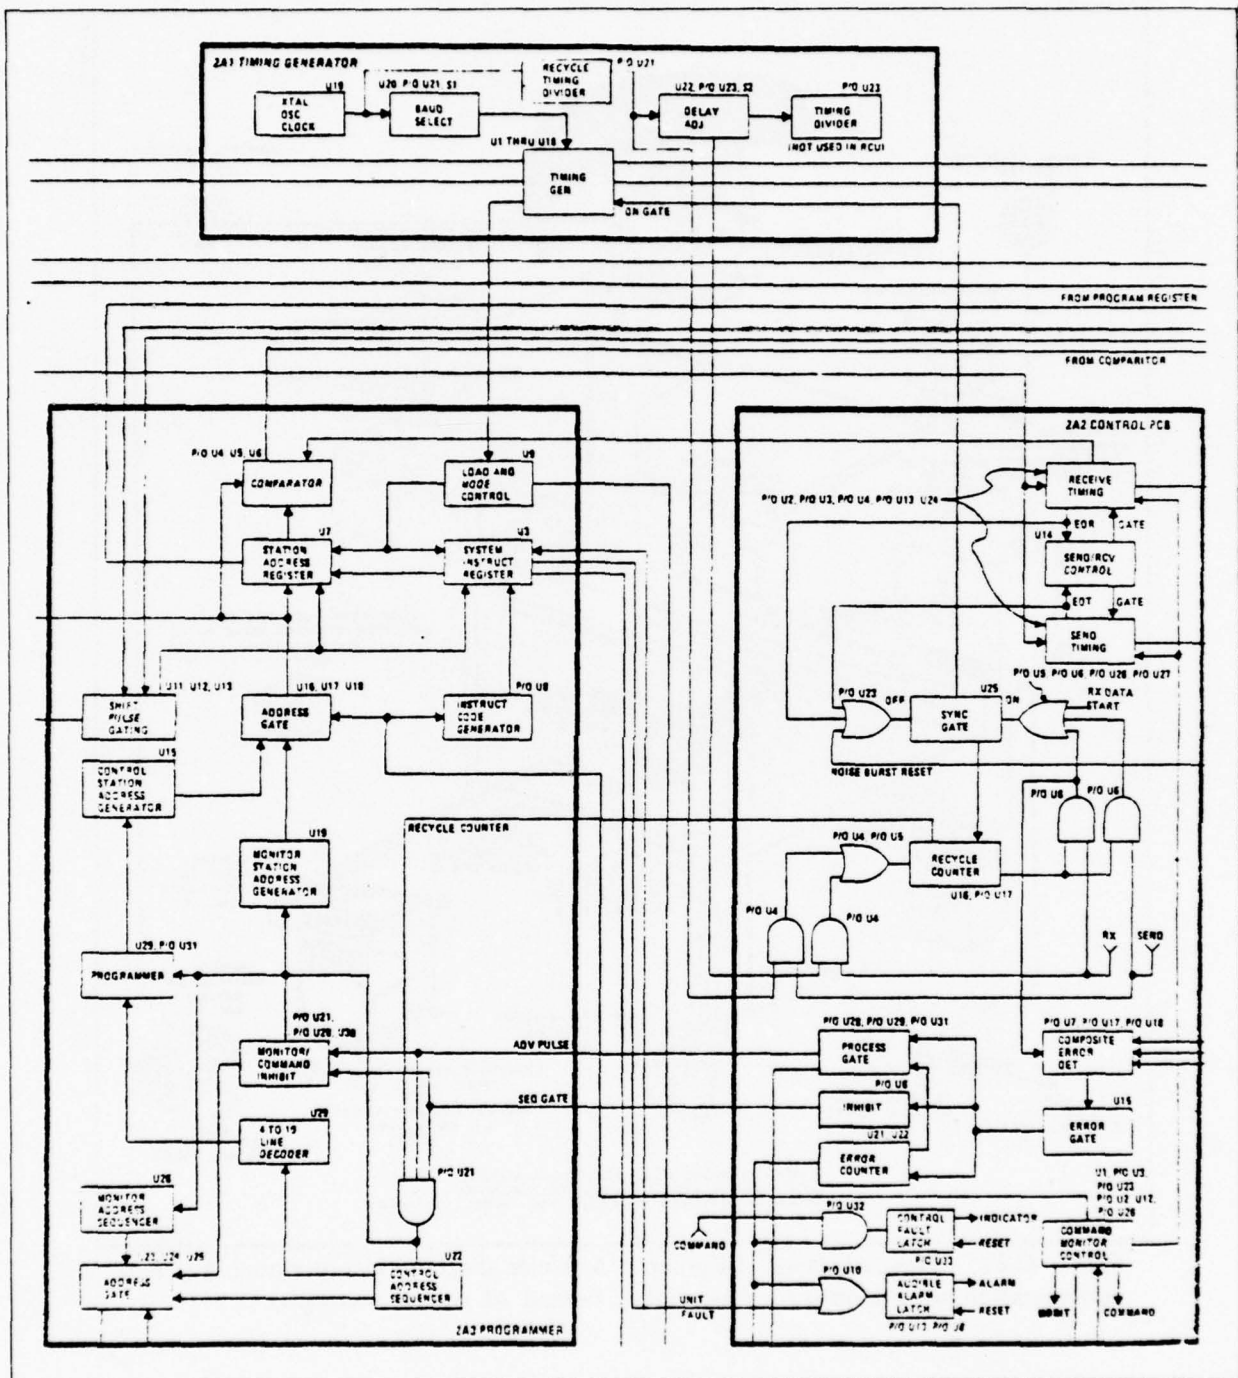 2A1 TIMING GENERATOR
U19
XTAL
OSC
CLOCK
U20 P/O U21, S1
BAUD
SELECT
RECYCLE
TIMING
DIVIDER
P/O U21
U22, P/O U23, S2
DELAY
ADJ
P/O U23
TIMING
DIVIDER
(NOT USED IN RCU)
U1 THRU U18
TIMING
GEN
ON GATE
FROM PROGRAM REGISTER
FROM COMPARITOR
P/O U4 U5, U6
COMPARATOR
U9
LOAD AND
MODE
CONTROL
U7
STATION
ADDRESS
REGISTER
U3
SYSTEM
INSTRUCT
REGISTER
U11, U12, U13
SHIFT
PULSE
GATING
U16, U17 U18
ADDRESS
GATE
P/O U8
INSTRUCT
CODE
GENERATOR
U15
CONTROL
STATION
ADDRESS
GENERATOR
U19
MONITOR
STATION
ADDRESS
GENERATOR
RECYCLE COUNTER
U29, P/O U31
PROGRAMMER
P/O U21,
P/O U28, U30
MONITOR/
COMMAND
INHIBIT
ADV PULSE
SEQ GATE
LINE
DECODER
P/O U21
U26
MONITOR
ADDRESS
SEQUENCER
ADDRESS
GATE
U22
CONTROL
ADDRESS
SEQUENCER
2A3 PROGRAMMER
2A2 CONTROL PCB
RECEIVE
TIMING
P/O U2, P/O U3, P/O U4, P/O U13 U24
EOR
GATE
U14
SEND/RCV
CONTROL
EOT
GATE
SEND
TIMING
P/O U5 P/O U6, P/O U26, P/O U27
P/O U23
OFF
U25
SYNC
GATE
ON
RX DATA
START
NOISE BURST RESET
P/O U6
P/O U6
P/O U4 P/O U5
RECYCLE
COUNTER
U16, P/O U17
P/O U4
P/O U4
RX
SEND
P/O U28, P/O U29, P/O U31
PROCESS
GATE
P/O U7, P/O U17, P/O U18
COMPOSITE
ERROR
DET
P/O U6
INHIBIT
U15
ERROR
GATE
U21, U22
ERROR
COUNTER
U1, P/O U3,
P/O U23
P/O U2 U12,
P/O U26
COMMAND
MONITOR
CONTROL
COMMAND
P/O U32
CONTROL
FAULT
LATCH
INDICATOR
RESET
P/O U33
UNIT
FAULT
P/O U10
AUDIBLE
ALARM
LATCH
ALARM
RESET
COMMAND